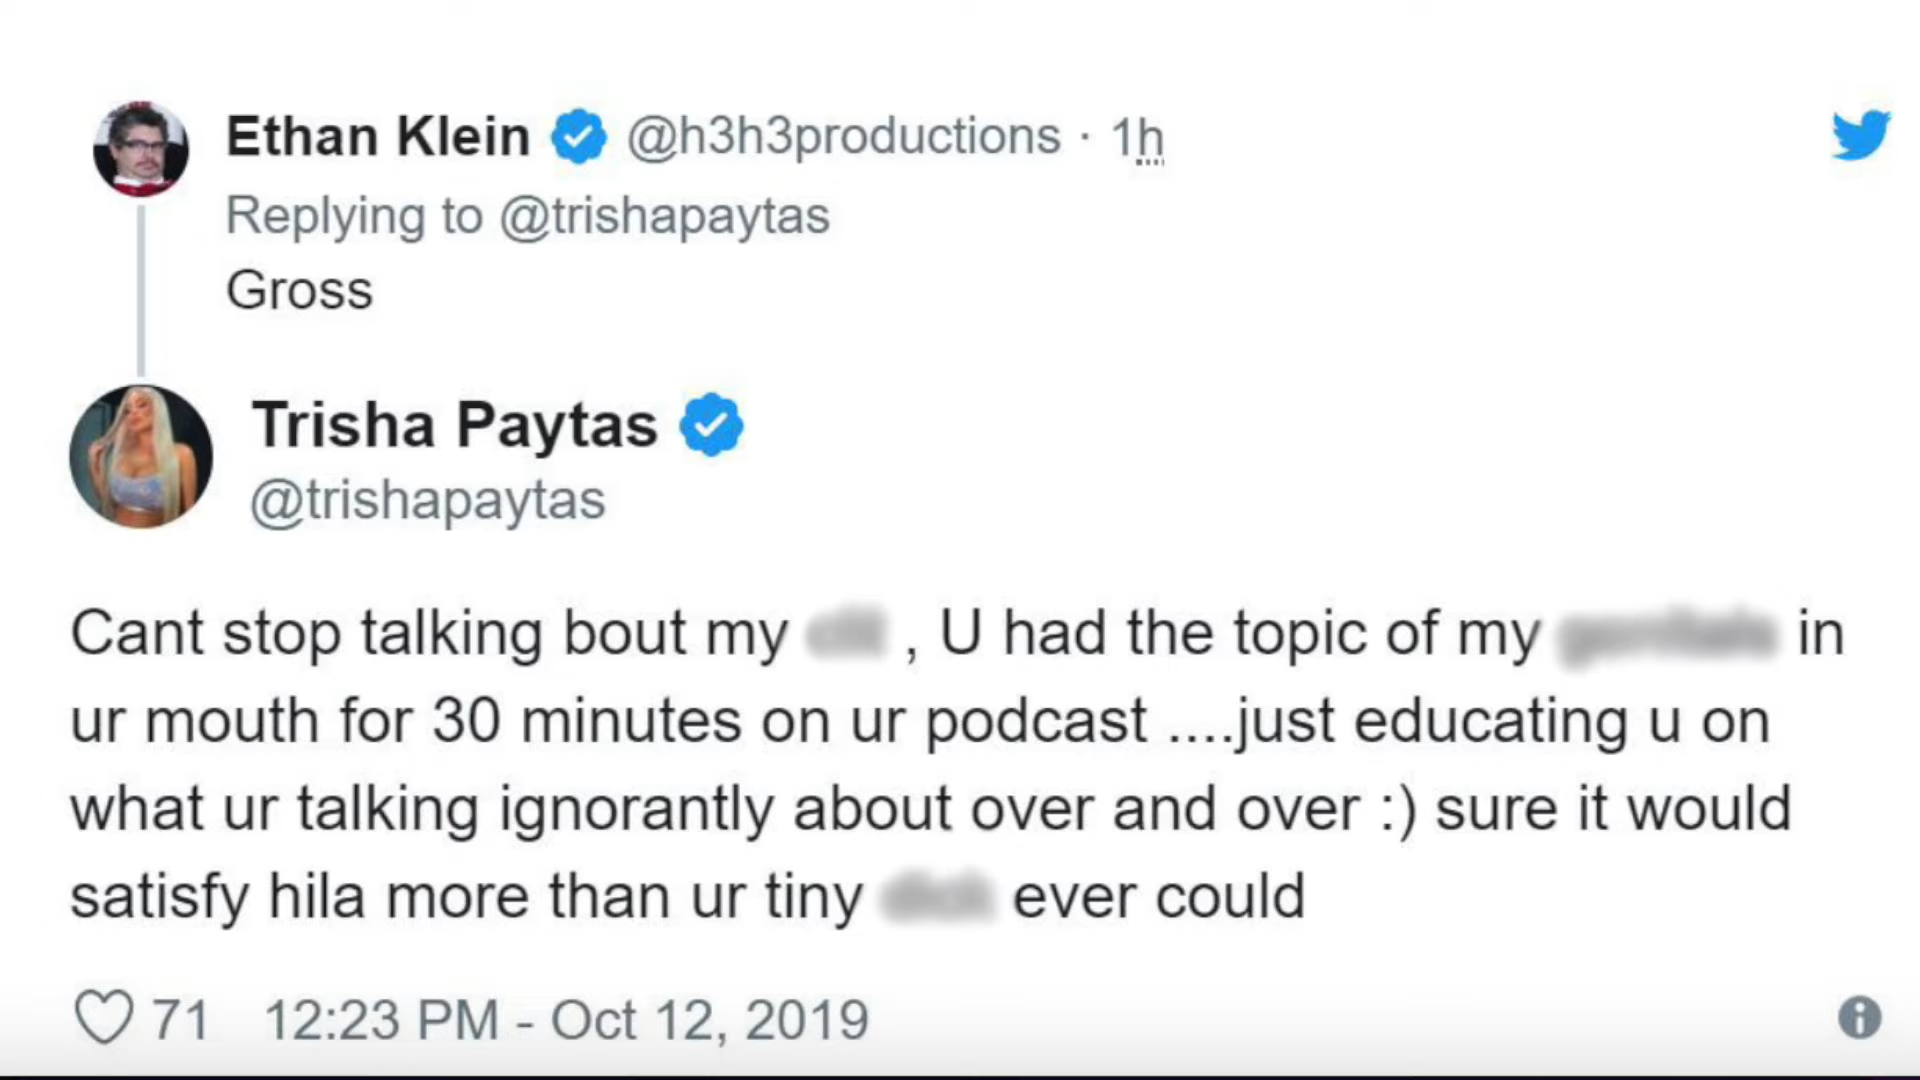 Ethan Klein @h3h3productions · 1h
Replying to @trishapaytas
Gross
Trisha Paytas
@trishapaytas
Cant stop talking bout my , U had the topic of my in
ur mouth for 30 minutes on ur podcast ....just educating u on
what ur talking ignorantly about over and over :) sure it would
satisfy hila more than ur tiny ever could
71 12:23 PM - Oct 12, 2019